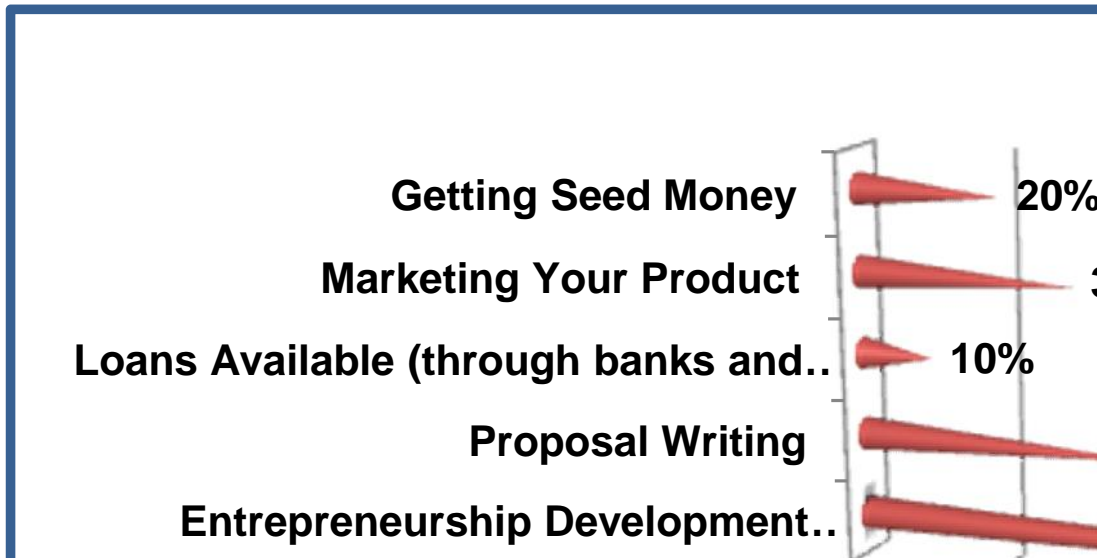 Getting Seed Money 20%
Marketing Your Product
Loans Available (through banks and.. 10%
Proposal Writing
Entrepreneurship Development..